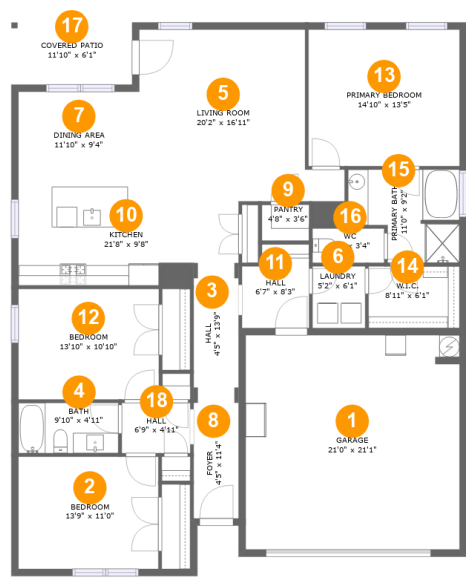 17
COVERED PATIO
11'10" x 6'1"
13
PRIMARY BEDROOM
14'10" x 13'5"
5
LIVING ROOM
20'2" x 16'11"
7
DINING AREA
11'10" x 9'4"
15
PRIMARY BATH
11'0" x 9'2"
9
PANTRY
4'8" x 3'6"
10
KITCHEN
21'8" x 9'8"
16
WC
x 3'4"
6
LAUNDRY
5'2" x 6'1"
11
HALL
6'7" x 8'3"
14
W.I.C.
8'11" x 6'1"
3
HALL
4'5" x 13'9"
12
BEDROOM
13'10" x 10'10"
4
BATH
9'10" x 4'11"
18
HALL
6'9" x 4'11"
8
FOYER
4'5" x 11'4"
1
GARAGE
21'0" x 21'1"
2
BEDROOM
13'9" x 11'0"